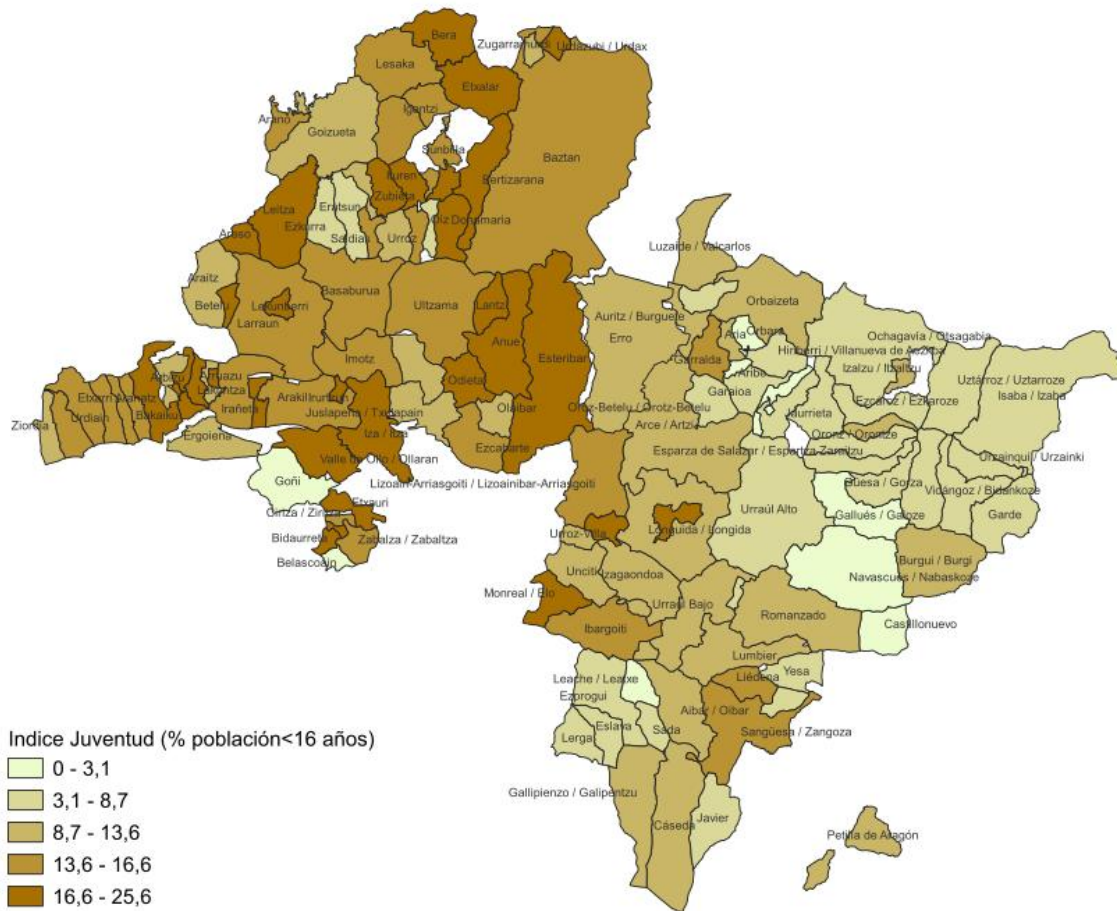 Bera
Zugarramurdi
Urdazubi / Urdax
Lesaka
Etxalar
Igantzi
Arano
Goizueta
Sunbilla
Baztan
Ituren
Zubieta
Bertizarana
Leitza
Eratsun
Ezkurra
Saldias
Urroz
Oiz
Donamaria
Areso
Luzaide / Valcarlos
Araitz
Basaburua
Orbaizeta
Betelu
Lekunberri
Ultzama
Lantz
Larraun
Auritz / Burguete
Aria
Orbara
Ochagavía / Otsagabia
Erro
Anue
Esteribar
Hiriberri / Villanueva de Aezkoa
Imotz
Garralda
Izalzu / Itzaltzu
Uztárroz / Uztarroze
Arbizu
Arruazu
Odieta
Aribe
Isaba / Izaba
Lakuntza
Garaioa
Etxarri Aranatz
Arakil
Irurtzun
Ezcároz / Ezkaroze
Urdiain
Bakaiku
Irañeta
Juslapeña / Txulapain
Olaibar
Oroz-Betelu / Orotz-Betelu
Jaurrieta
Ziordia
Arce / Artzi
Ergoiena
Iza / Itza
Oronz / Orontze
Ezcabarte
Esparza de Salazar / Espartza Zaraitzu
Urzainqui / Urzainki
Valle de Ollo / Ollaran
Goñi
Lizoain-Arriasgoiti / Lizoainibar-Arriasgoiti
Güesa / Gorza
Vidángoz / Bidankoze
Etxauri
Urraúl Alto
Ciriza / Ziritza
Gallués / Galoze
Garde
Longuida / Longida
Bidaurreta
Zabalza / Zabaltza
Urroz-Villa
Belascoáin
Burgui / Burgi
Unciti
Izagaondoa
Navascués / Nabaskoze
Monreal / Elo
Urraúl Bajo
Romanzado
Castillonuevo
Ibargoiti
Lumbier
Yesa
Leache / Leatxe
Liédena
Ezprogui
Aibar / Oibar
Eslava
Sada
Sangüesa / Zangoza
Lerga
Gallipienzo / Galipentzu
Cáseda
Javier
Petilla de Aragón
Indice Juventud (% población<16 años)
0 - 3,1
3,1 - 8,7
8,7 - 13,6
13,6 - 16,6
16,6 - 25,6